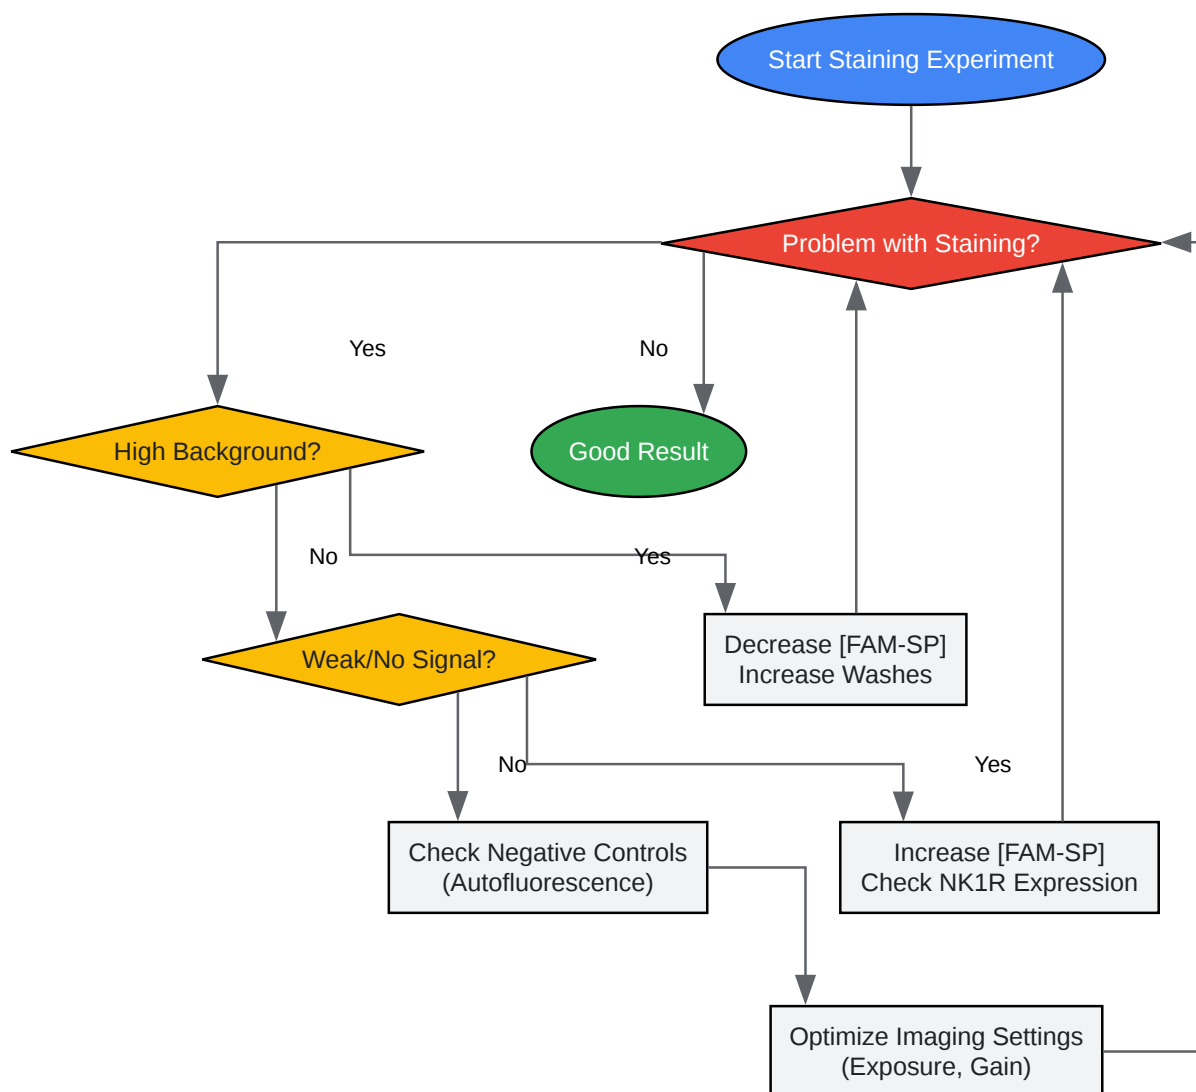 Start Staining Experiment
Problem with Staining?
Yes
No
High Background?
Good Result
No
Yes
Weak/No Signal?
Decrease [FAM-SP]
Increase Washes
No
Yes
Check Negative Controls
(Autofluorescence)
Increase [FAM-SP]
Check NK1R Expression
Optimize Imaging Settings
(Exposure, Gain)